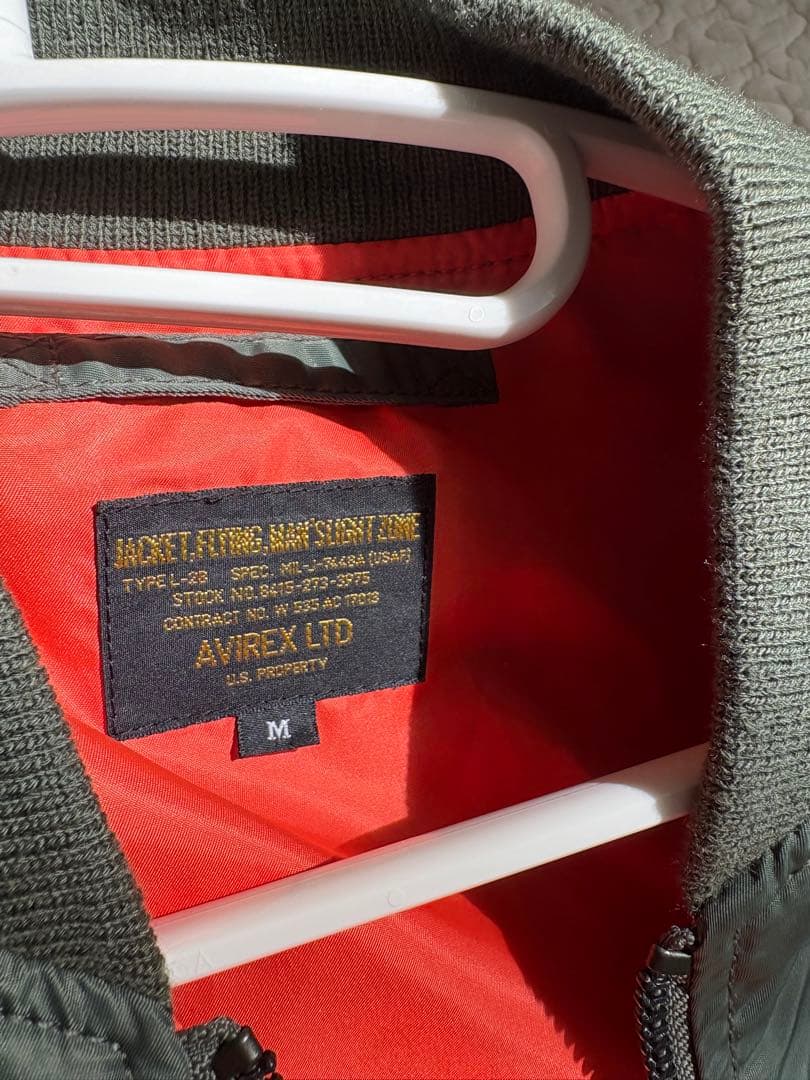 JACKET, FLYING, MAN'S LIGHT ZONE
TYPE L-2B SPEC. MIL-J-7448A (USAF)
STOCK NO. 8415-273-3975
CONTRACT NO. W 535 AC 17013
AVIREX LTD
U.S. PROPERTY
M